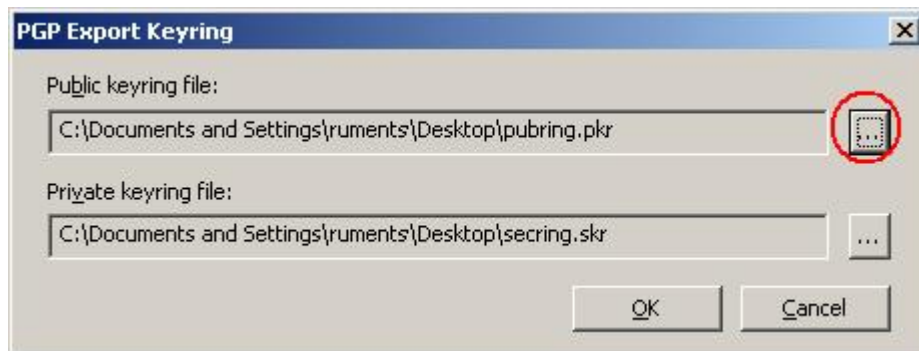 PGP Export Keyring
Public keyring file:
C:\Documents and Settings\ruments\Desktop\pubring.pkr
...
Private keyring file:
C:\Documents and Settings\ruments\Desktop\secring.skr
...
OK Cancel